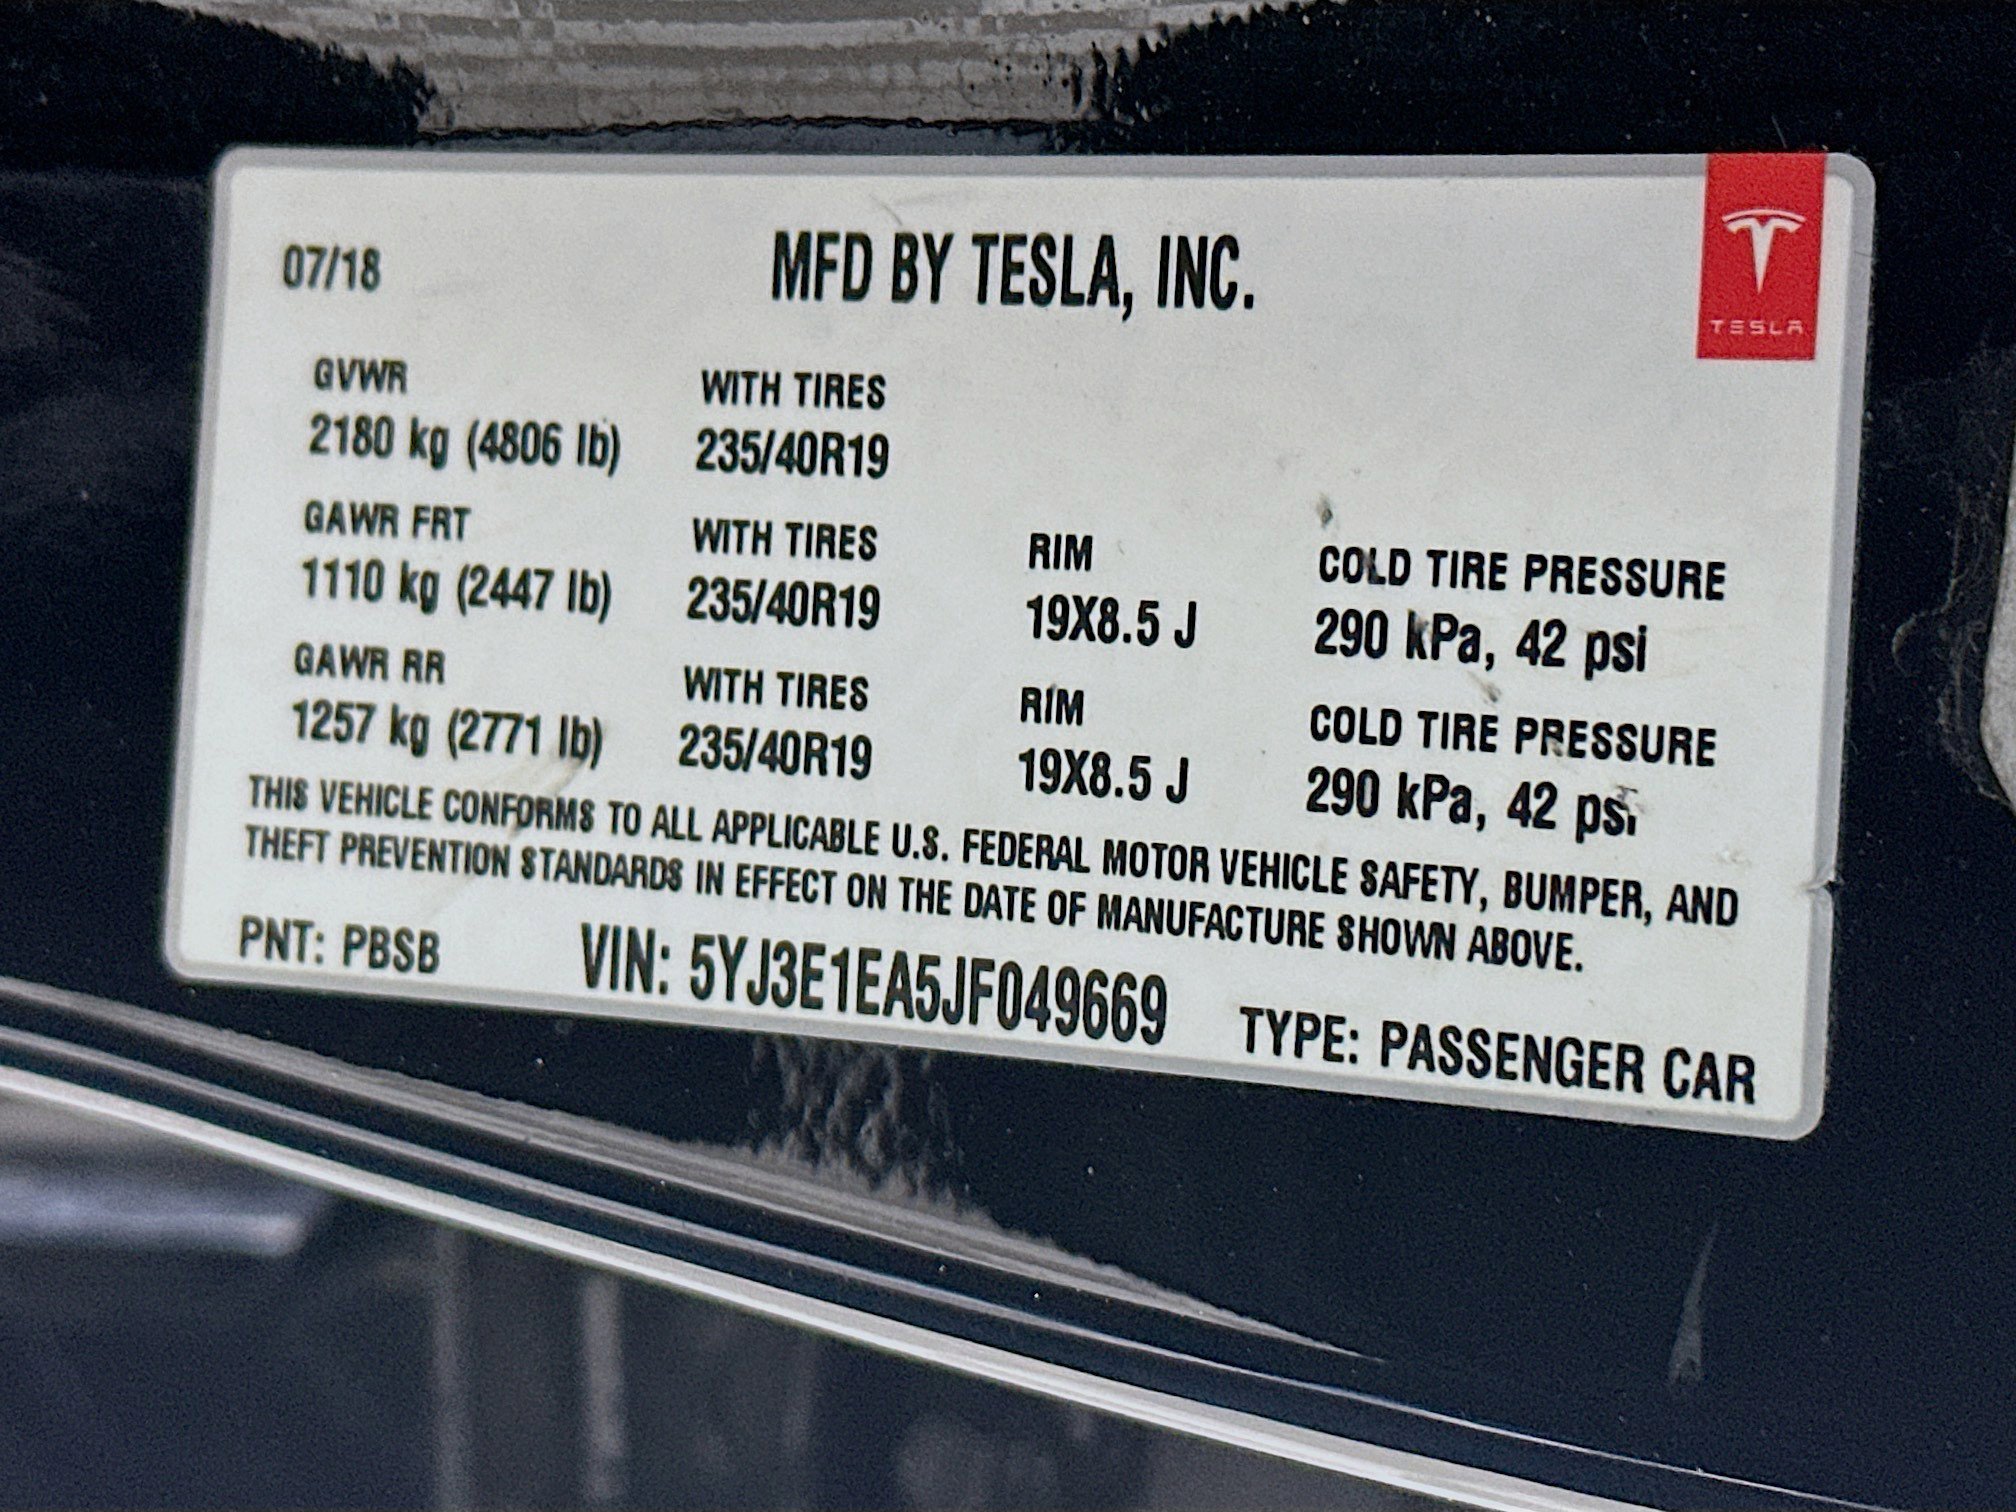 07/18
MFD BY TESLA, INC.
TESLA
GVWR
2180 kg (4806 lb)
WITH TIRES
235/40R19
GAWR FRT
1110 kg (2447 lb)
WITH TIRES
235/40R19
RIM
19X8.5 J
COLD TIRE PRESSURE
290 kPa, 42 psi
GAWR RR
1257 kg (2771 lb)
WITH TIRES
235/40R19
RIM
19X8.5 J
COLD TIRE PRESSURE
290 kPa, 42 psi
THIS VEHICLE CONFORMS TO ALL APPLICABLE U.S. FEDERAL MOTOR VEHICLE SAFETY, BUMPER, AND
THEFT PREVENTION STANDARDS IN EFFECT ON THE DATE OF MANUFACTURE SHOWN ABOVE.
PNT: PBSB
VIN: 5YJ3E1EA5JF049669
TYPE: PASSENGER CAR